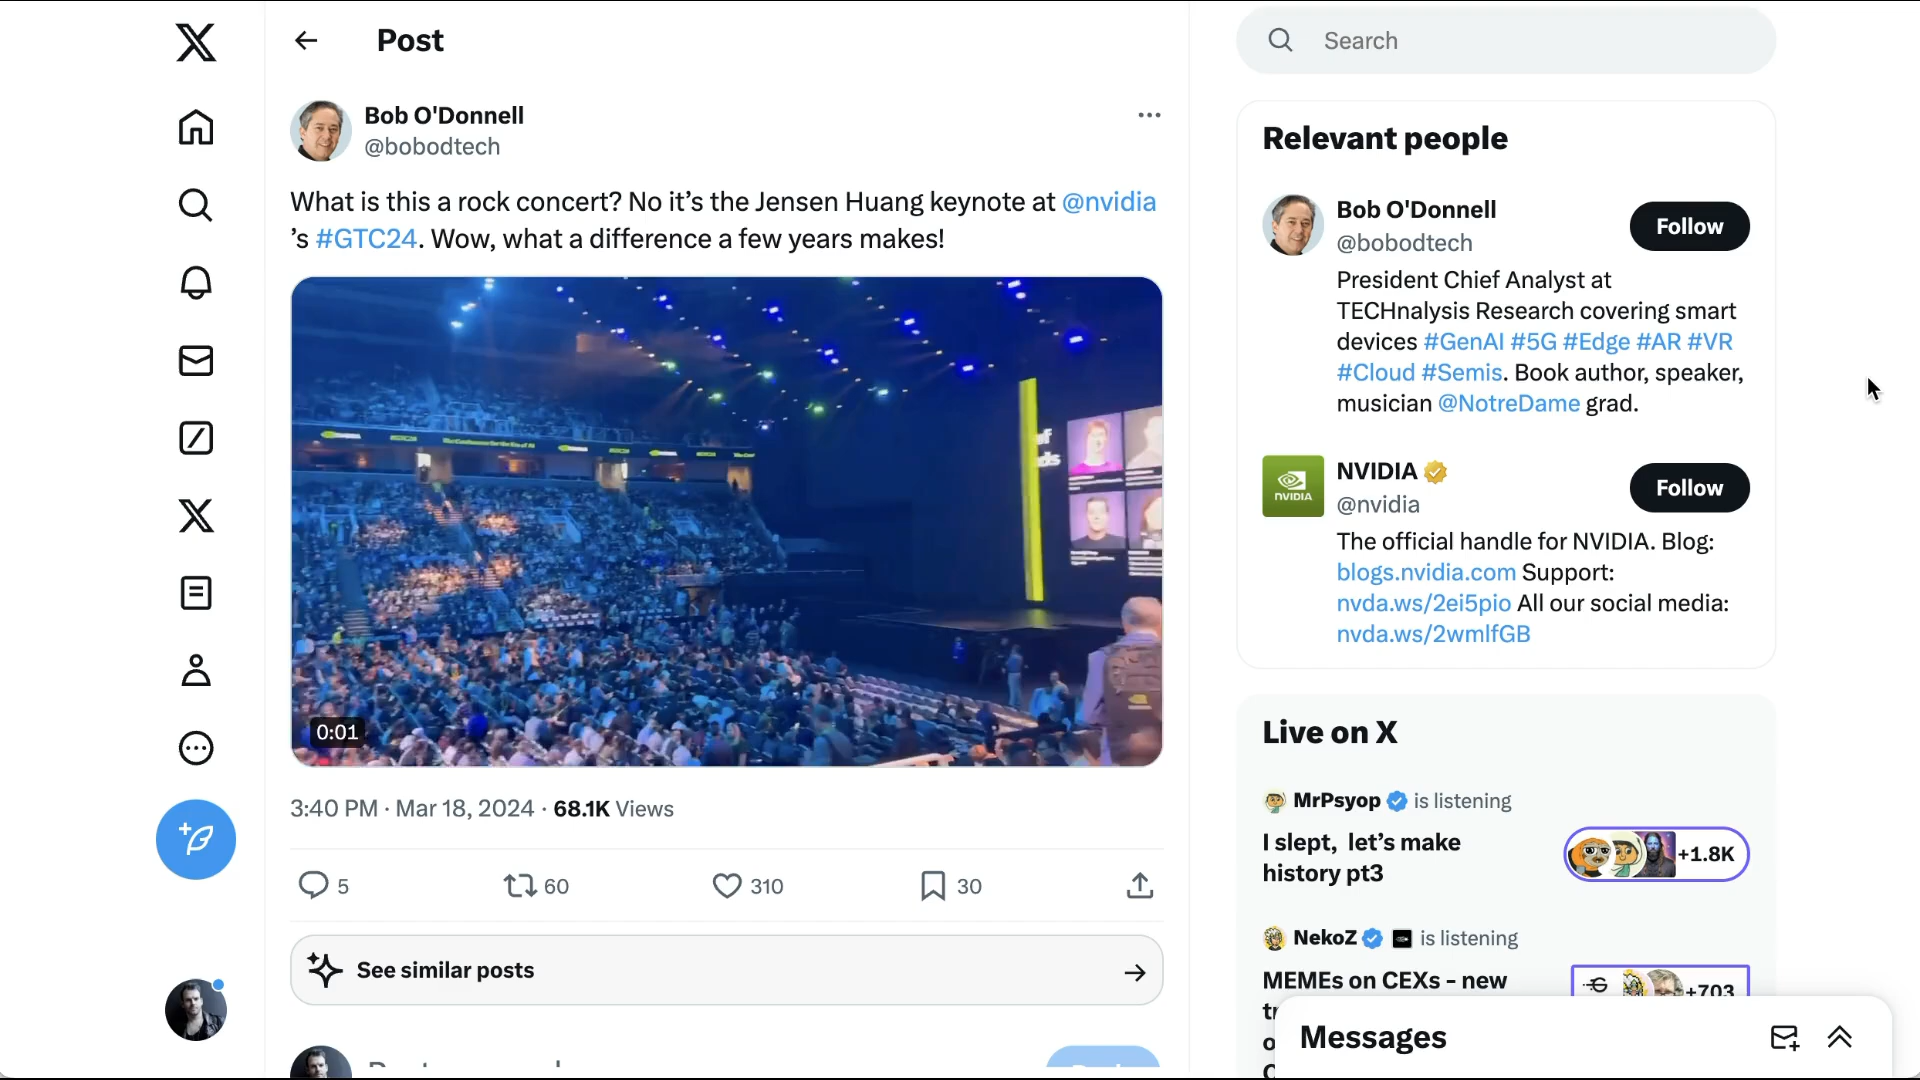 Post
Bob O'Donnell
@bobodtech
What is this a rock concert? No it’s the Jensen Huang keynote at @nvidia
’s #GTC24. Wow, what a difference a few years makes!
0:01
3:40 PM · Mar 18, 2024 · 68.1K Views
5
60
310
30
See similar posts
Search
Relevant people
Bob O'Donnell
@bobodtech
Follow
President Chief Analyst at
TECHnalysis Research covering smart
devices #GenAI #5G #Edge #AR #VR
#Cloud #Semis. Book author, speaker,
musician @NotreDame grad.
NVIDIA
@nvidia
Follow
NVIDIA
The official handle for NVIDIA. Blog:
blogs.nvidia.com Support:
nvda.ws/2ei5pio All our social media:
nvda.ws/2wmlfGB
Live on X
MrPsyop is listening
I slept, let’s make
history pt3
+1.8K
NekoZ is listening
MEMEs on CEXs – new
+703
Messages